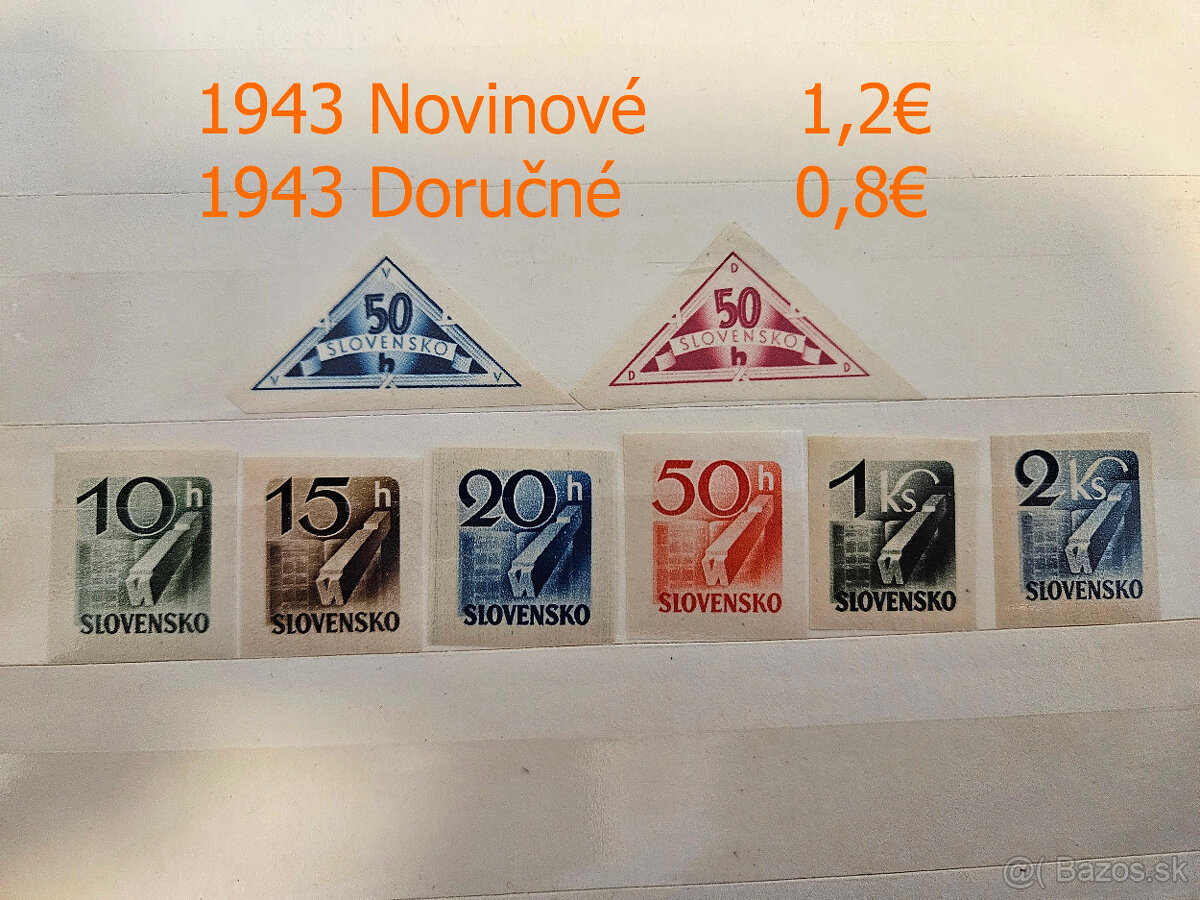 1943 Novinové 1,2€
1943 Doručné 0,8€
V
50
SLOVENSKO
h
V V
D
50
SLOVENSKO
h
D D
10 h
SLOVENSKO
15 h
SLOVENSKO
20 h
SLOVENSKO
50 h
SLOVENSKO
1 Ks
SLOVENSKO
2 Ks
SLOVENSKO
@( Bazos.sk